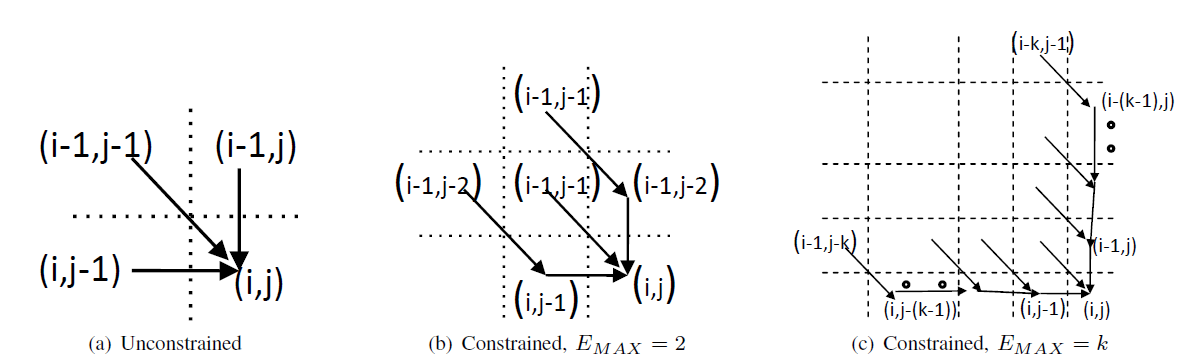 (i-1,j-1) (i-1,j)
(i,j-1) (i,j)
(a) Unconstrained
(i-1,j-1)
(i-1,j-2) (i-1,j-1) (i-1,j-2)
(i,j-1) (i,j)
(b) Constrained, E_MAX = 2
(i-k,j-1)
(i-(k-1),j)
(i-1,j-k) (i-1,j)
(i,j-(k-1)) (i,j-1) (i,j)
(c) Constrained, E_MAX = k